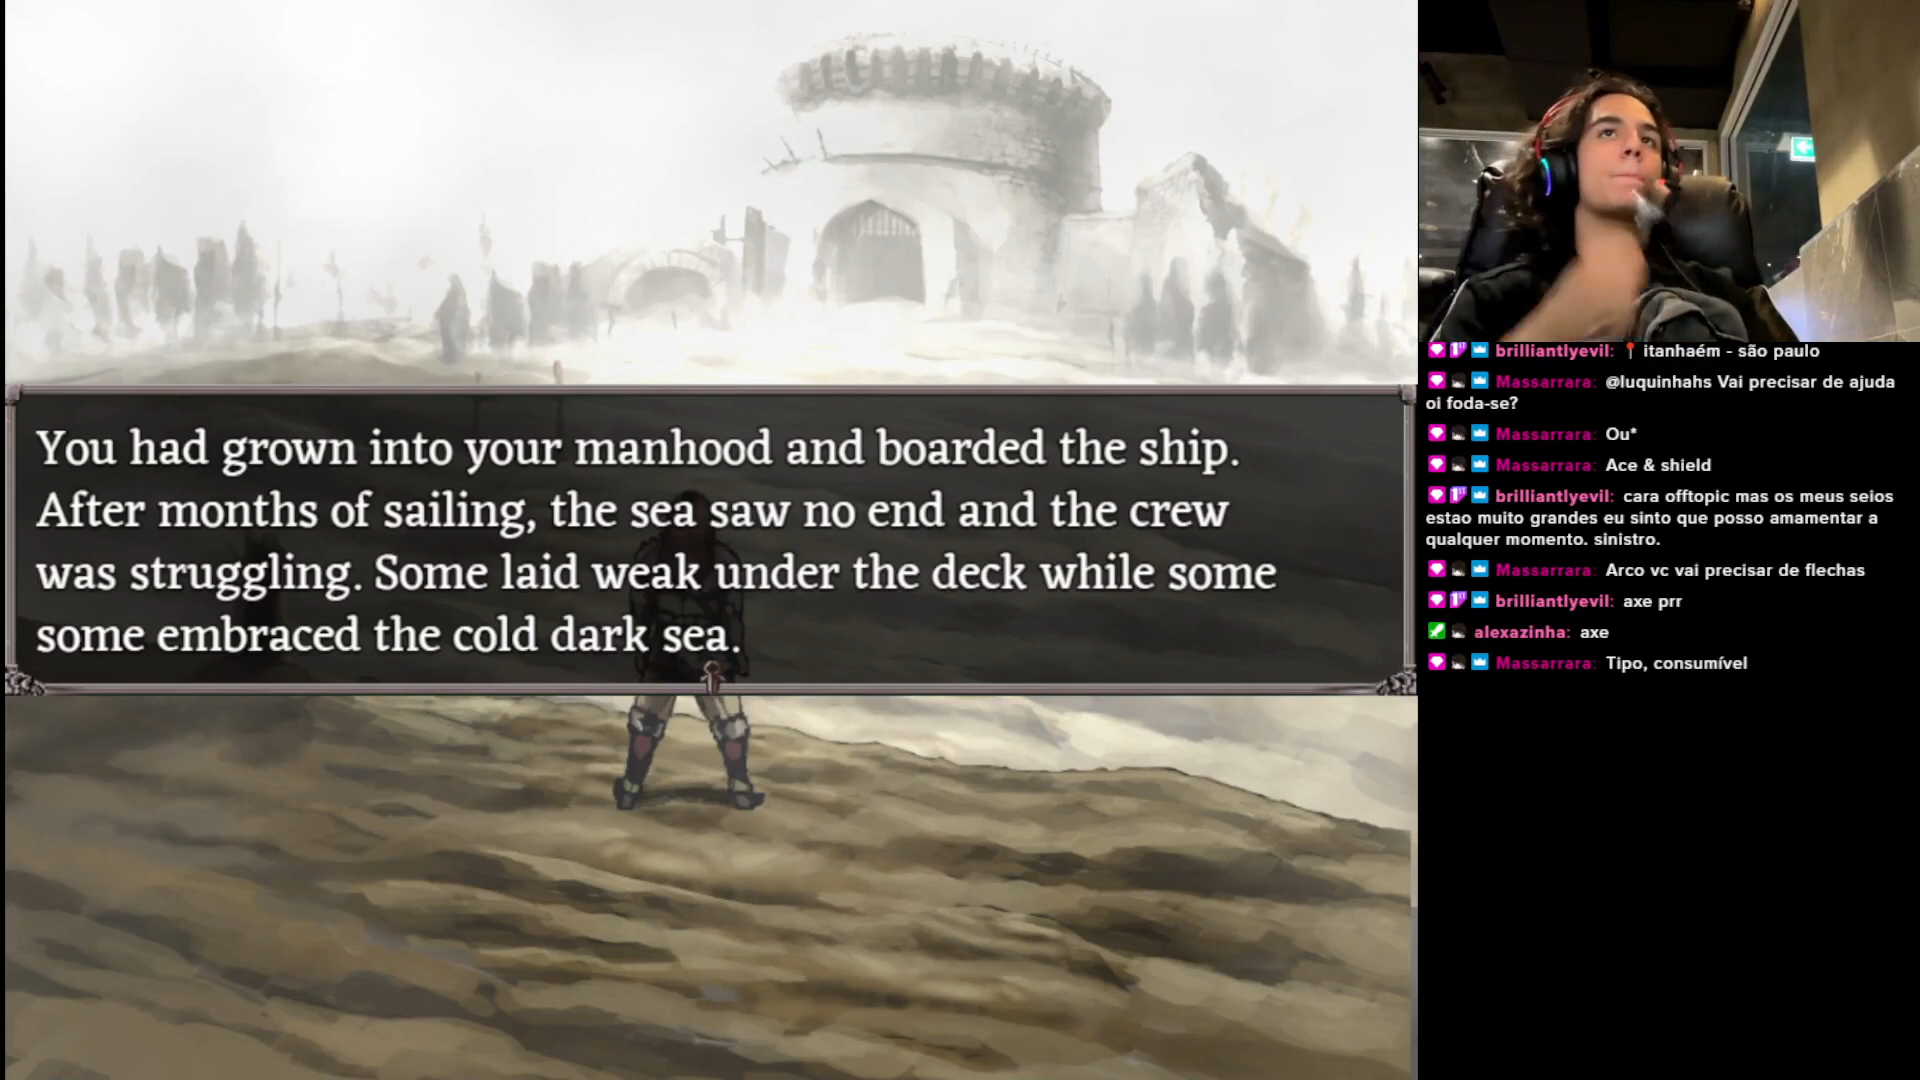 You had grown into your manhood and boarded the ship.
After months of sailing, the sea saw no end and the crew
was struggling. Some laid weak under the deck while some
some embraced the cold dark sea.
brilliantlyevil: 📍 itanhaém - são paulo
Massarrara: @luquinhahs Vai precisar de ajuda
oi foda-se?
Massarrara: Ou*
Massarrara: Ace & shield
brilliantlyevil: cara offtopic mas os meus seios
estao muito grandes eu sinto que posso amamentar a
qualquer momento. sinistro.
Massarrara: Arco vc vai precisar de flechas
brilliantlyevil: axe prr
alexazinha: axe
Massarrara: Tipo, consumível